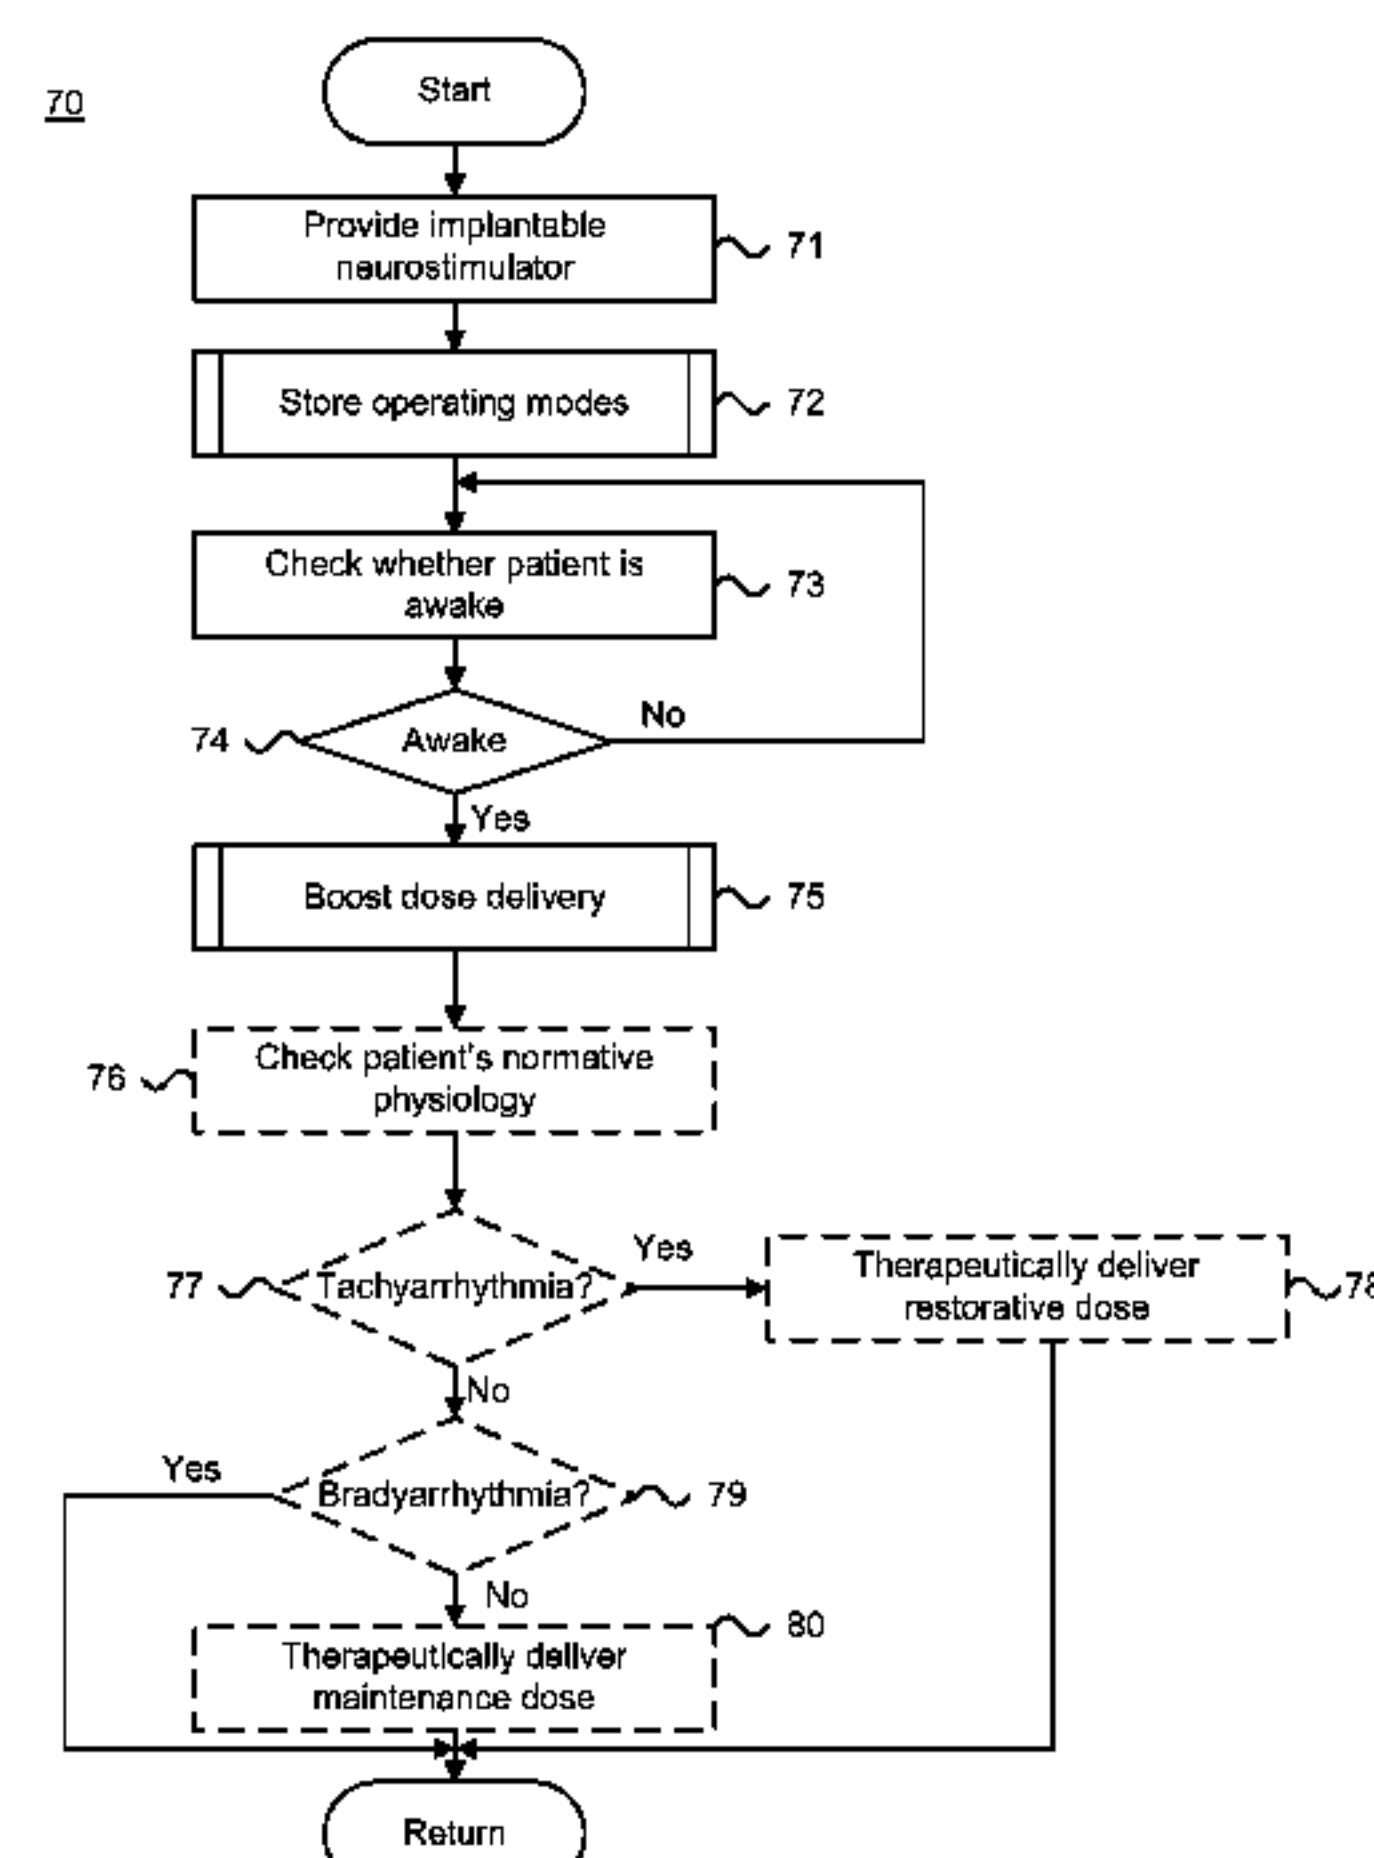 70
Start
Provide implantable
neurostimulator
71
Store operating modes
72
Check whether patient is
awake
73
74
Awake
No
Yes
Boost dose delivery
75
76
Check patient's normative
physiology
77
Tachyarrhythmia?
Yes
Therapeutically deliver
restorative dose
78
No
Yes
Bradyarrhythmia?
79
No
80
Therapeutically deliver
maintenance dose
Return